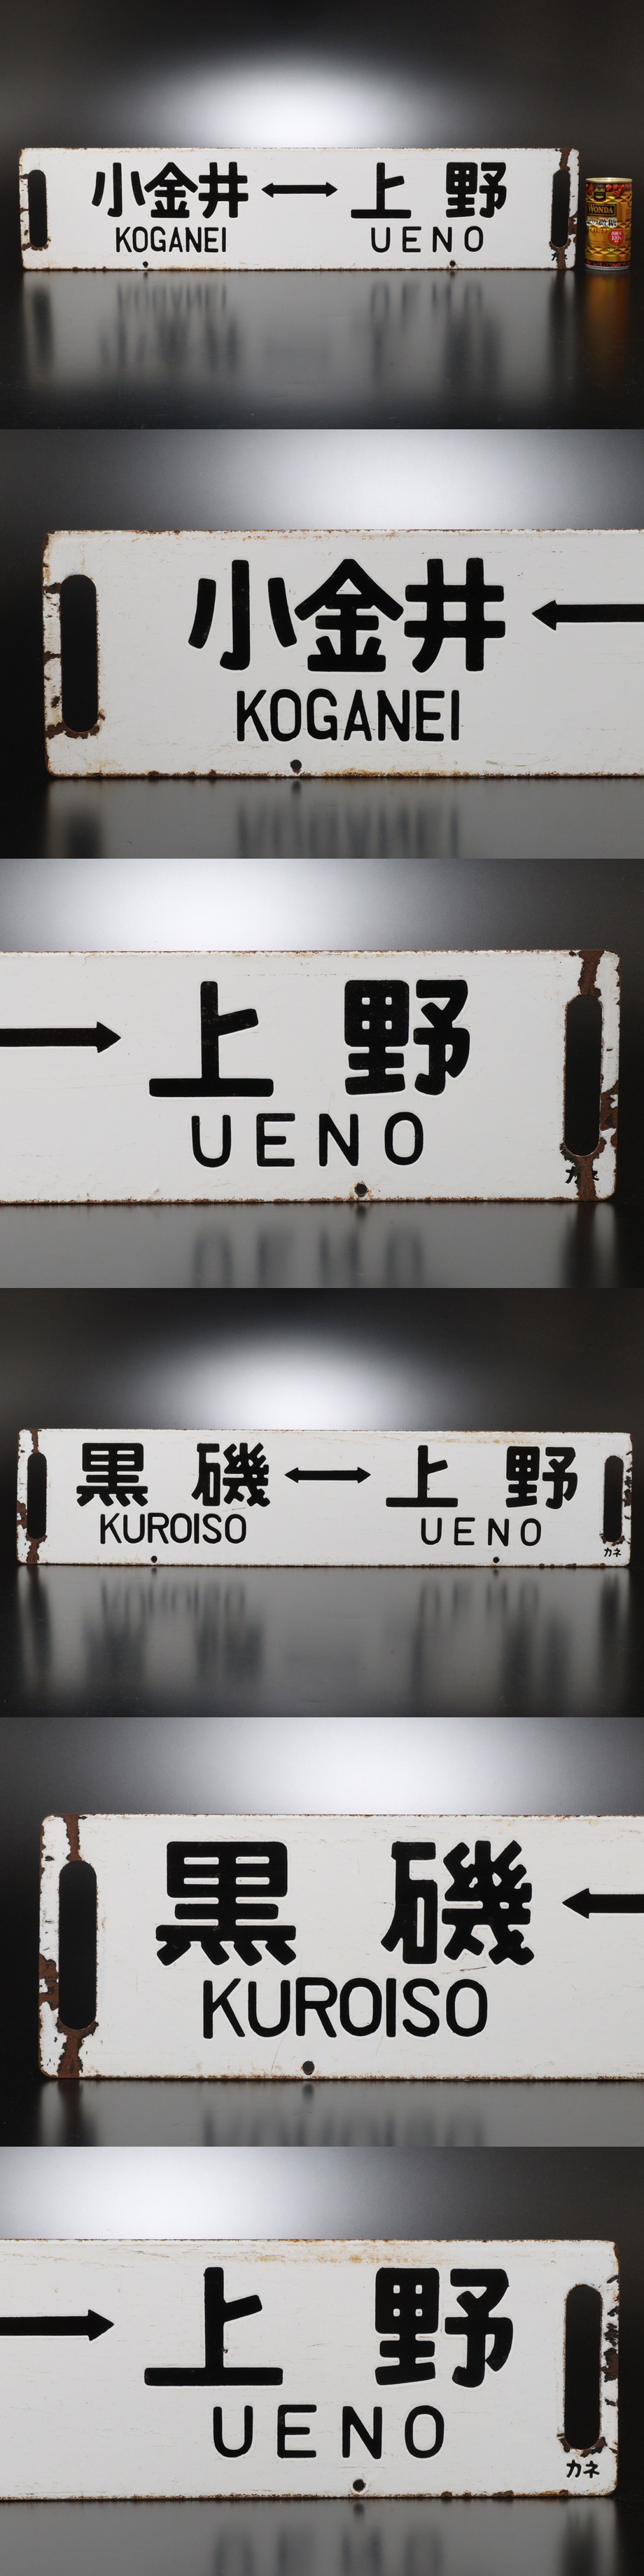 小金井 ↔ 上野
KOGANEI UENO
WONDA
小金井 ←
KOGANEI
→ 上野
UENO
カネ
黒磯 ↔ 上野
KUROISO UENO
カネ
黒磯 ←
KUROISO
→ 上野
UENO
カネ